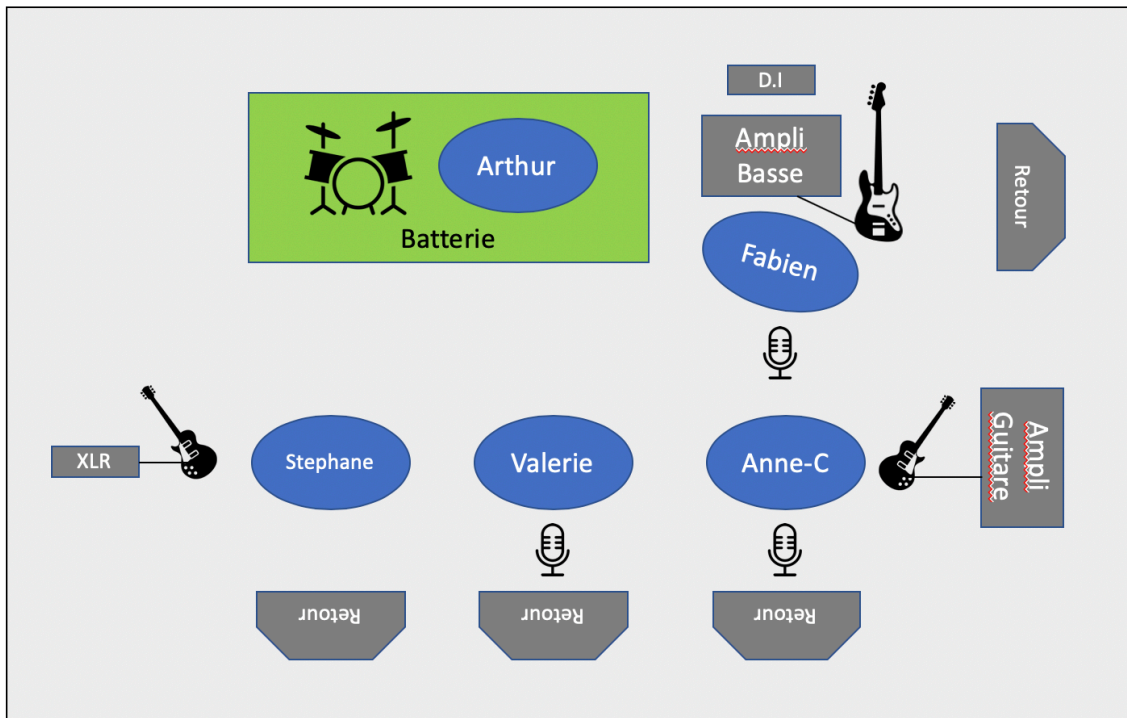 D.I
Ampli
Basse
Arthur
Batterie
Retour
Fabien
XLR
Stephane
Valerie
Anne-C
Ampli
Guitare
Retour
Retour
Retour